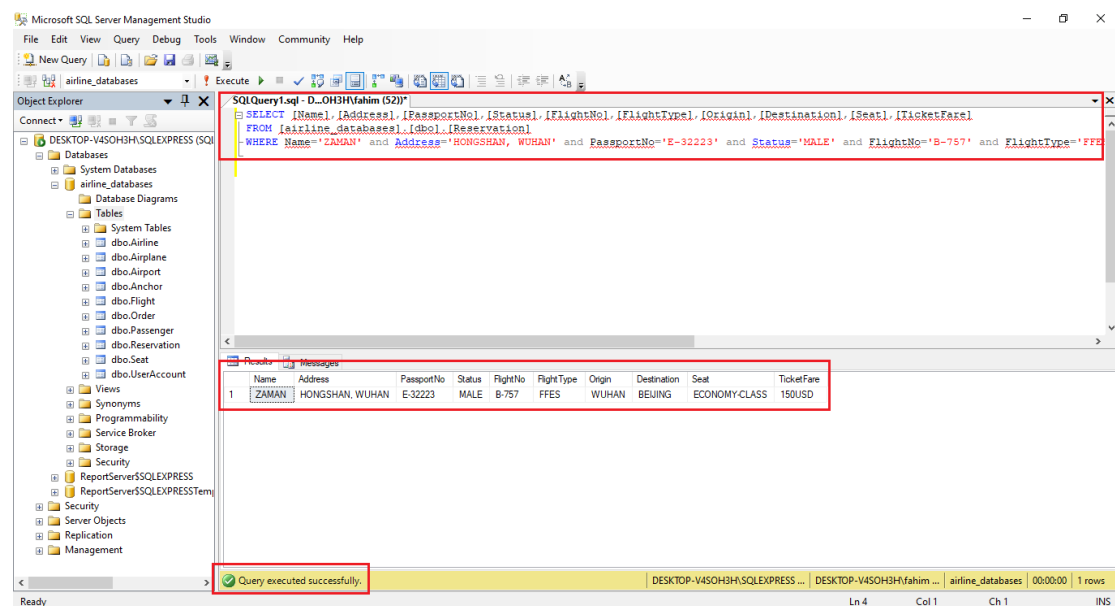 Microsoft SQL Server Management Studio
File Edit View Query Debug Tools Window Community Help
New Query
airline_databases Execute
Object Explorer
Connect
DESKTOP-V4SOH3H\SQLEXPRESS (SQL
Databases
System Databases
airline_databases
Database Diagrams
Tables
System Tables
dbo.Airline
dbo.Airplane
dbo.Airport
dbo.Anchor
dbo.Flight
dbo.Order
dbo.Passenger
dbo.Reservation
dbo.Seat
dbo.UserAccount
Views
Synonyms
Programmability
Service Broker
Storage
Security
ReportServer$SQLEXPRESS
ReportServer$SQLEXPRESSTemp
Security
Server Objects
Replication
Management
SQLQuery1.sql - D...OH3H\fahim (52))*
SELECT [Name],[Address],[PassportNo],[Status],[FlightNo],[FlightType],[Origin],[Destination],[Seat],[TicketFare]
FROM [airline_databases].[dbo].[Reservation]
WHERE Name='ZAMAN' and Address='HONGSHAN, WUHAN' and PassportNo='E-32223' and Status='MALE' and FlightNo='B-757' and FlightType='FFES
Results Messages
Name Address PassportNo Status FlightNo FlightType Origin Destination Seat TicketFare
1 ZAMAN HONGSHAN, WUHAN E-32223 MALE B-757 FFES WUHAN BEIJING ECONOMY-CLASS 150USD
Query executed successfully. DESKTOP-V4SOH3H\SQLEXPRESS ... DESKTOP-V4SOH3H\fahim ... airline_databases 00:00:00 1 rows
Ready Ln 4 Col 1 Ch 1 INS